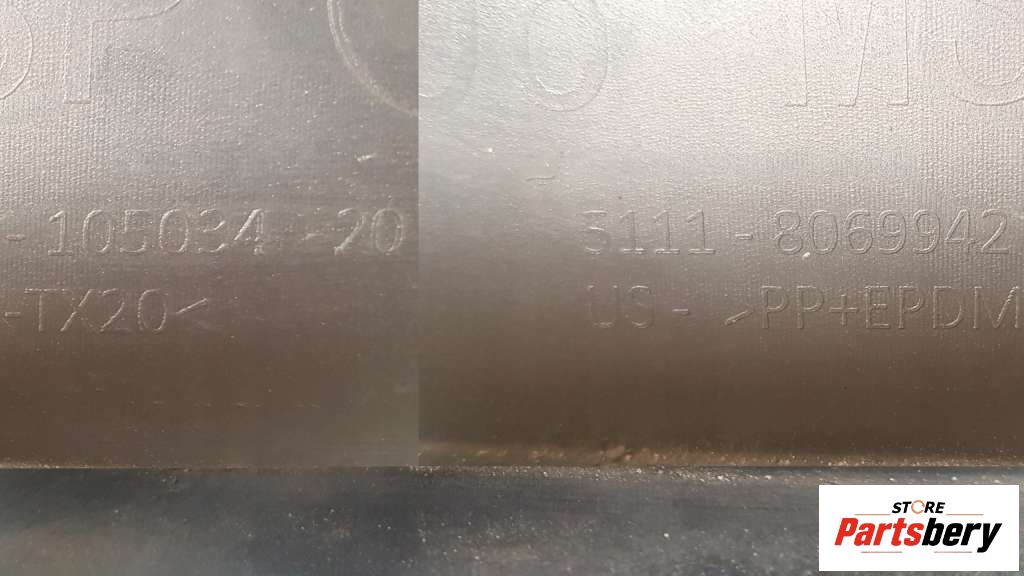 - 105034 - 20
-TX20<
5111 - 8069942
US - >PP+EPDM
STORE
Partsbery